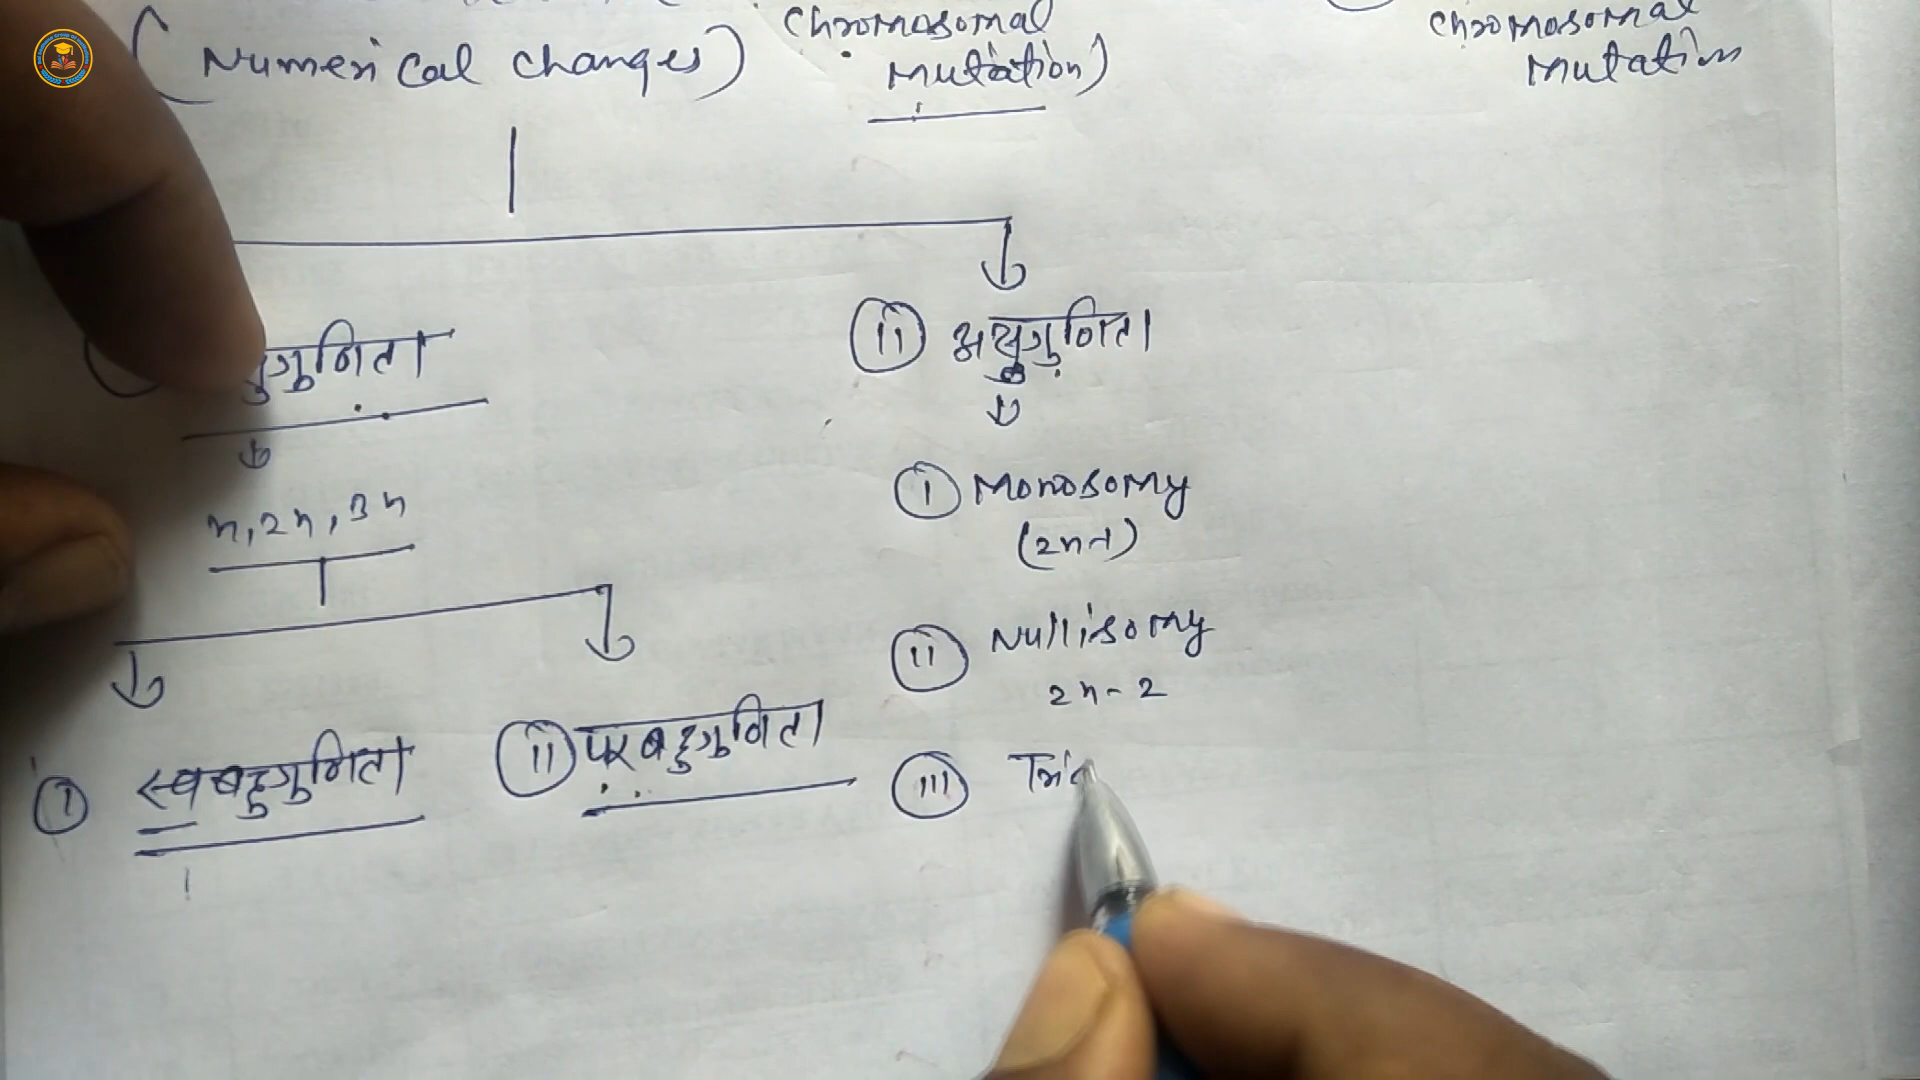 Chromosomal
Chromosomal
(Numerical changes)
Mutation)
Mutation
गुनिता
(ii) असुगुनिता
n, 2n, 3n
(i) Monosomy
(2n-1)
(ii) Nullisomy
2n-2
(i) स्वबहुगुनिता
(ii) परबहुगुनिता
(iii) Tri